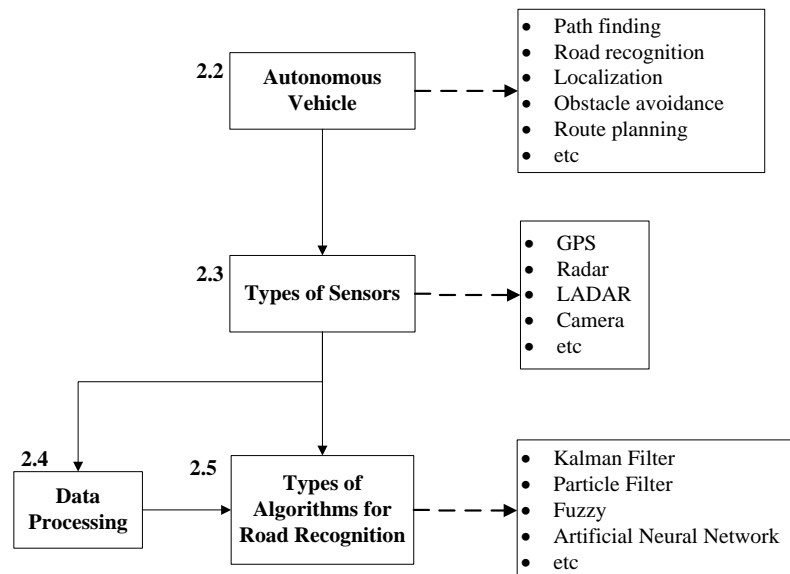 2.2
Autonomous
Vehicle
• Path finding
• Road recognition
• Localization
• Obstacle avoidance
• Route planning
• etc
2.3
Types of Sensors
• GPS
• Radar
• LADAR
• Camera
• etc
2.4
Data
Processing
2.5
Types of
Algorithms for
Road Recognition
• Kalman Filter
• Particle Filter
• Fuzzy
• Artificial Neural Network
• etc